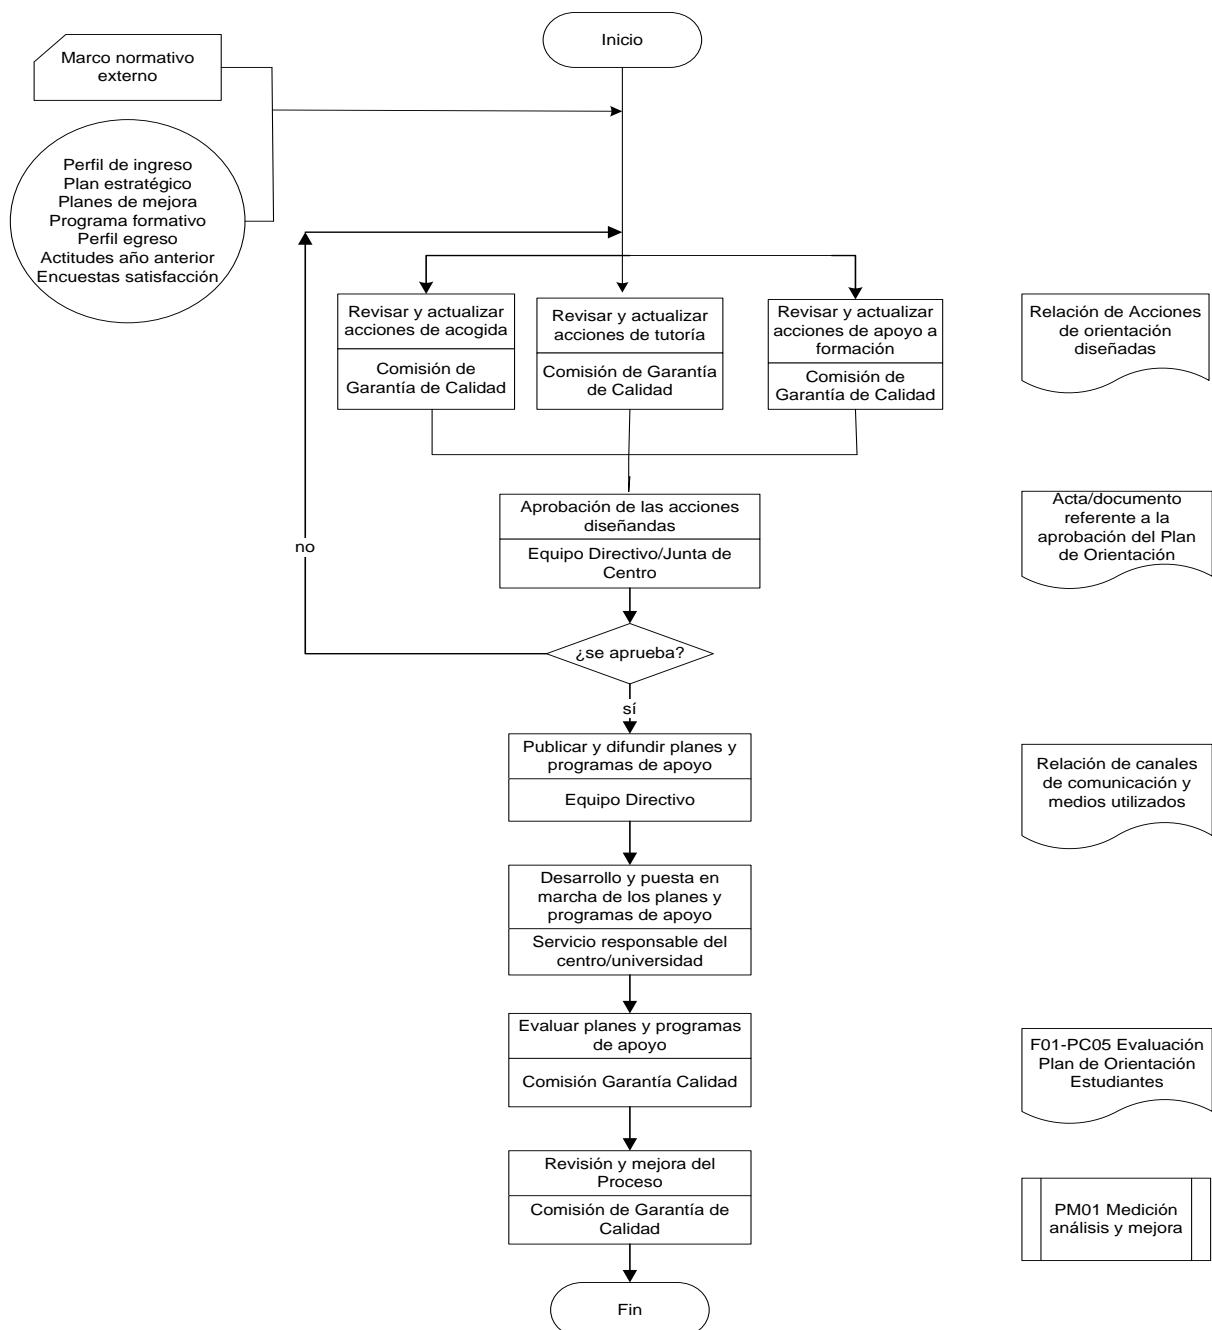 Inicio
Marco normativo
externo
Perfil de ingreso
Plan estratégico
Planes de mejora
Programa formativo
Perfil egreso
Actitudes año anterior
Encuestas satisfacción
Revisar y actualizar
acciones de acogida
Comisión de
Garantía de Calidad
Revisar y actualizar
acciones de tutoría
Comisión de Garantía
de Calidad
Revisar y actualizar
acciones de apoyo a
formación
Comisión de
Garantía de Calidad
Relación de Acciones
de orientación
diseñadas
Aprobación de las acciones
diseñandas
Equipo Directivo/Junta de
Centro
Acta/documento
referente a la
aprobación del Plan
de Orientación
no
¿se aprueba?
sí
Publicar y difundir planes y
programas de apoyo
Equipo Directivo
Relación de canales
de comunicación y
medios utilizados
Desarrollo y puesta en
marcha de los planes y
programas de apoyo
Servicio responsable del
centro/universidad
Evaluar planes y programas
de apoyo
Comisión Garantía Calidad
F01-PC05 Evaluación
Plan de Orientación
Estudiantes
Revisión y mejora del
Proceso
Comisión de Garantía de
Calidad
PM01 Medición
análisis y mejora
Fin